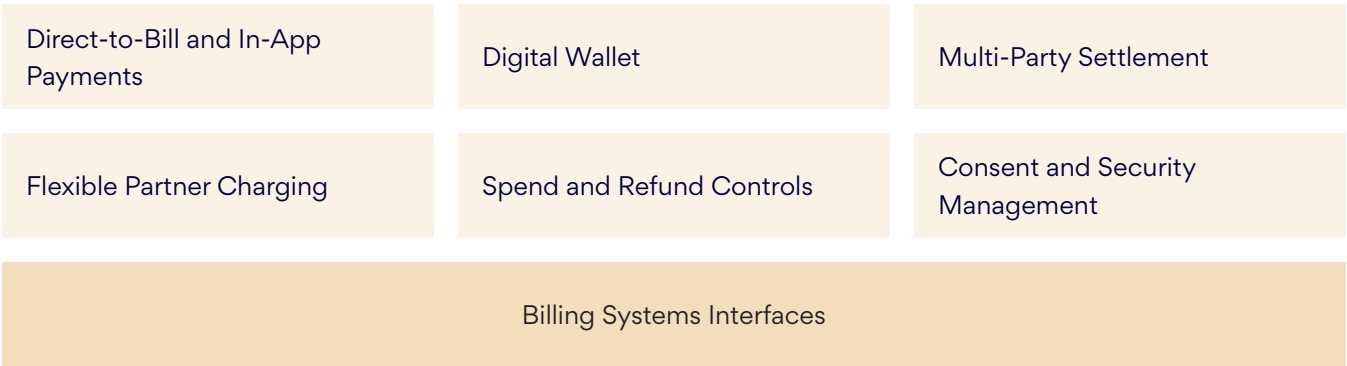 Direct-to-Bill and In-App
Payments
Digital Wallet
Multi-Party Settlement
Flexible Partner Charging
Spend and Refund Controls
Consent and Security
Management
Billing Systems Interfaces